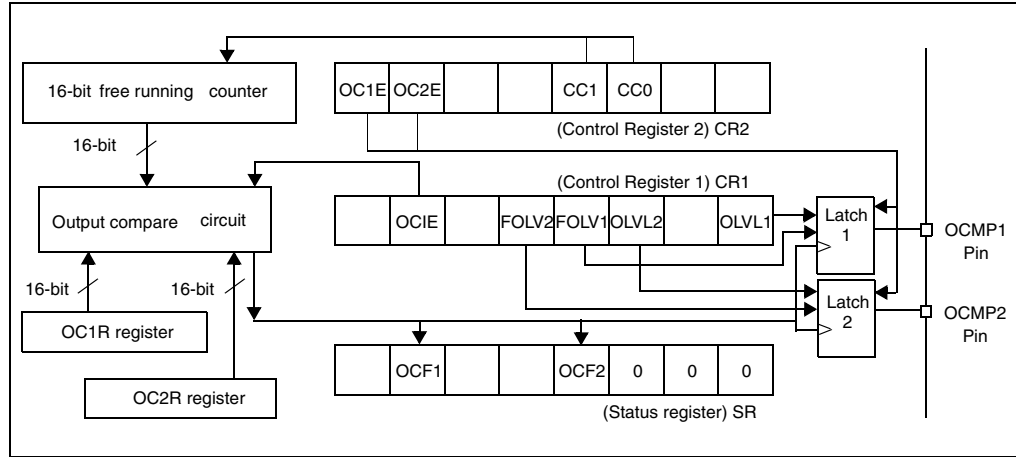 16-bit free running counter
OC1E OC2E CC1 CC0
(Control Register 2) CR2
16-bit
(Control Register 1) CR1
Output compare circuit
OCIE FOLV2 FOLV1 OLVL2 OLVL1
Latch
1
OCMP1
Pin
16-bit 16-bit
Latch
2
OCMP2
Pin
OC1R register
OCF1 OCF2 0 0 0
OC2R register
(Status register) SR